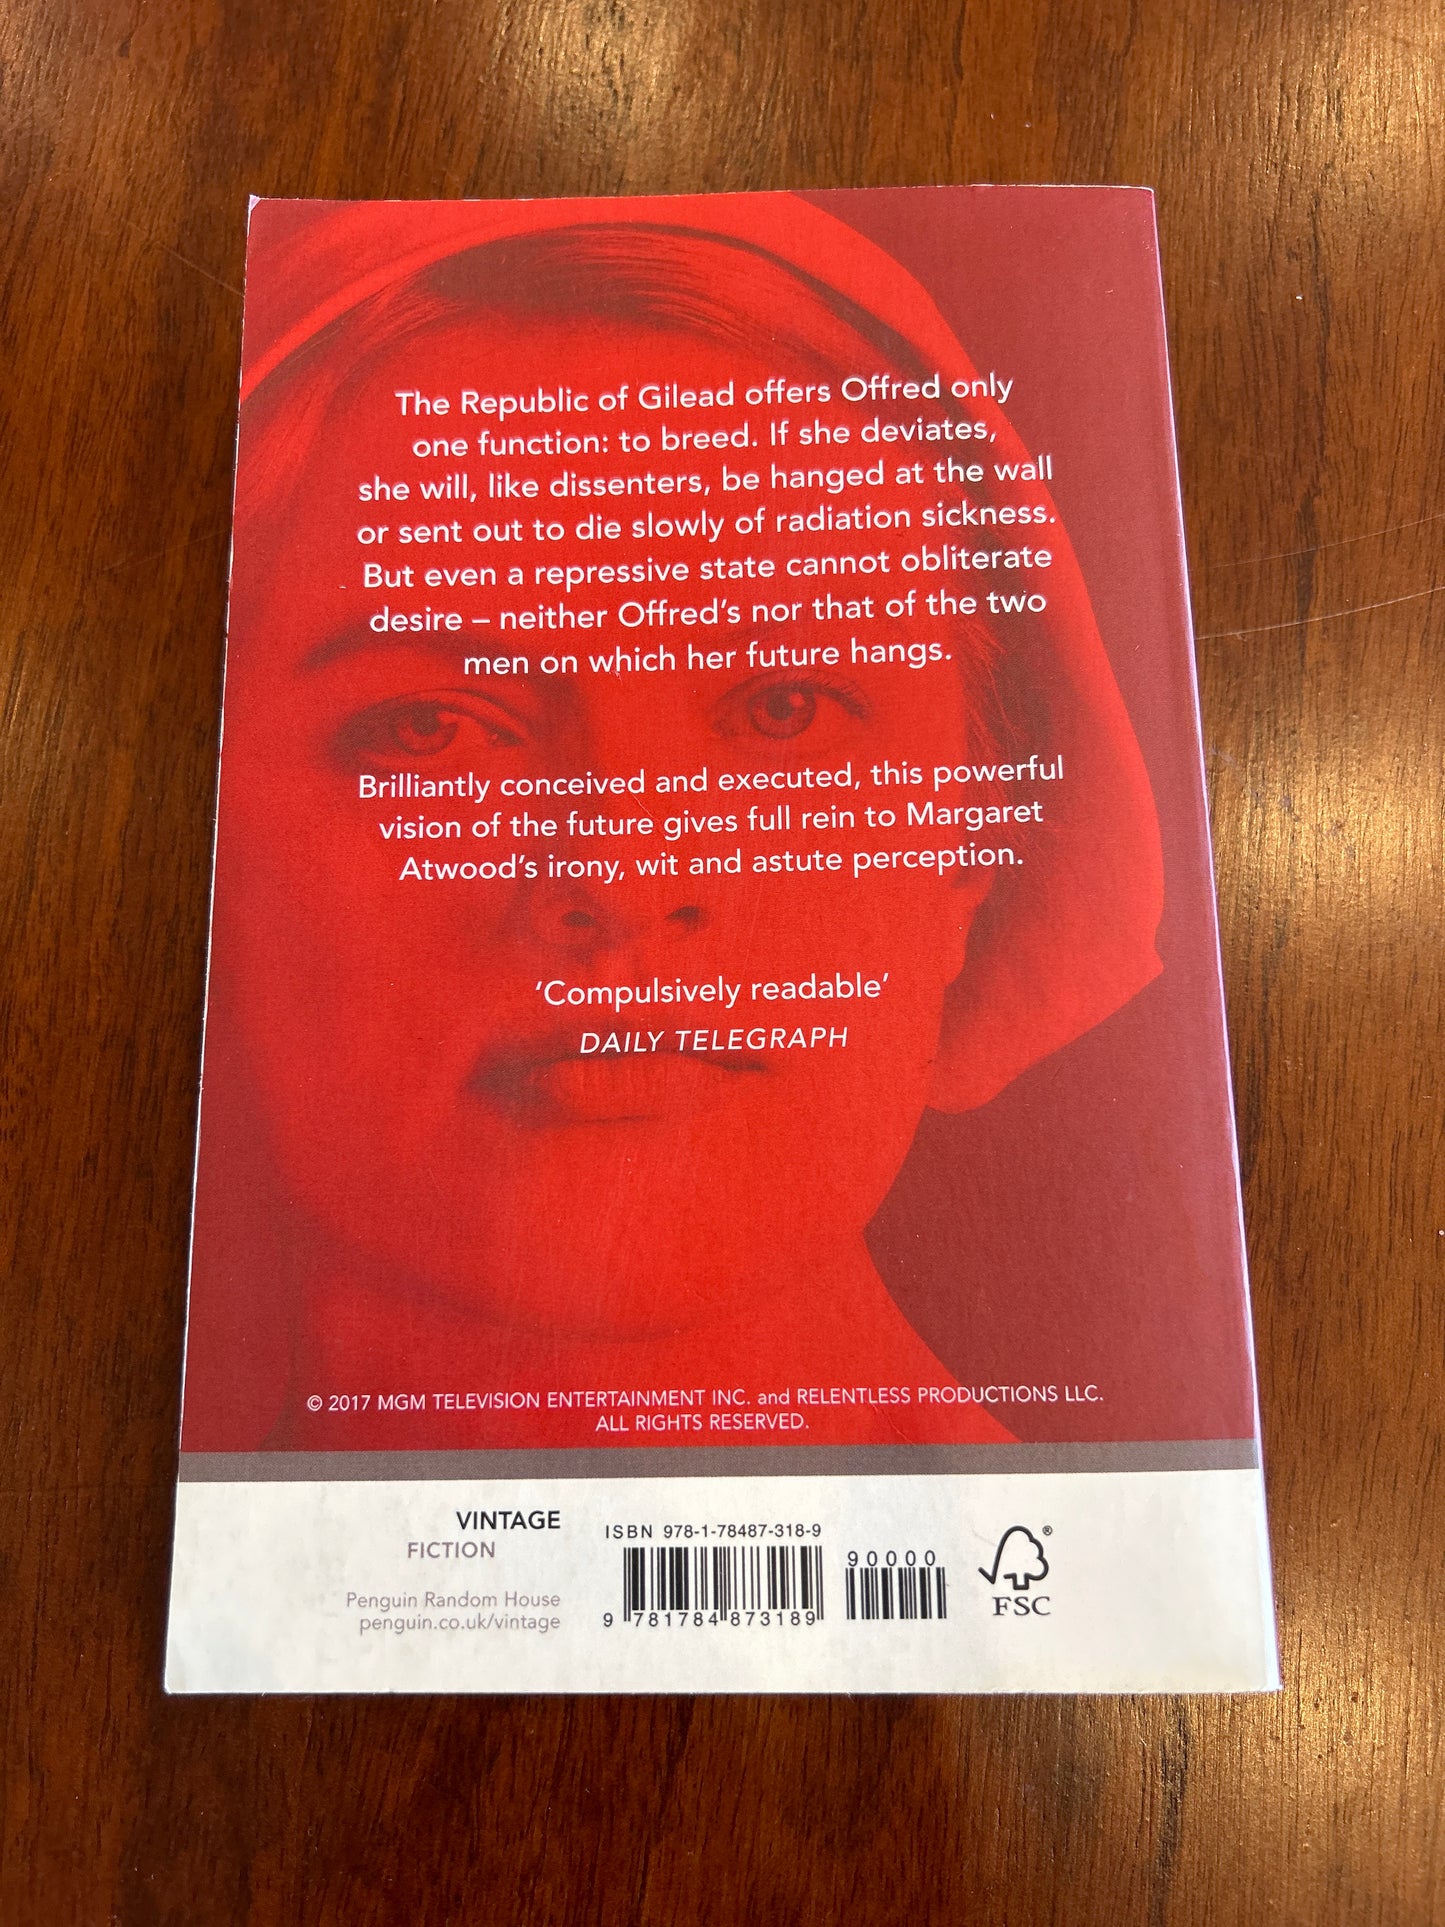 The Republic of Gilead offers Offred only
one function: to breed. If she deviates,
she will, like dissenters, be hanged at the wall
or sent out to die slowly of radiation sickness.
But even a repressive state cannot obliterate
desire – neither Offred's nor that of the two
men on which her future hangs.
Brilliantly conceived and executed, this powerful
vision of the future gives full rein to Margaret
Atwood's irony, wit and astute perception.
'Compulsively readable'
DAILY TELEGRAPH
© 2017 MGM TELEVISION ENTERTAINMENT INC. and RELENTLESS PRODUCTIONS LLC.
ALL RIGHTS RESERVED.
VINTAGE
FICTION
Penguin Random House
penguin.co.uk/vintage
ISBN 978-1-78487-318-9
90000
9 781784 873189
®
FSC